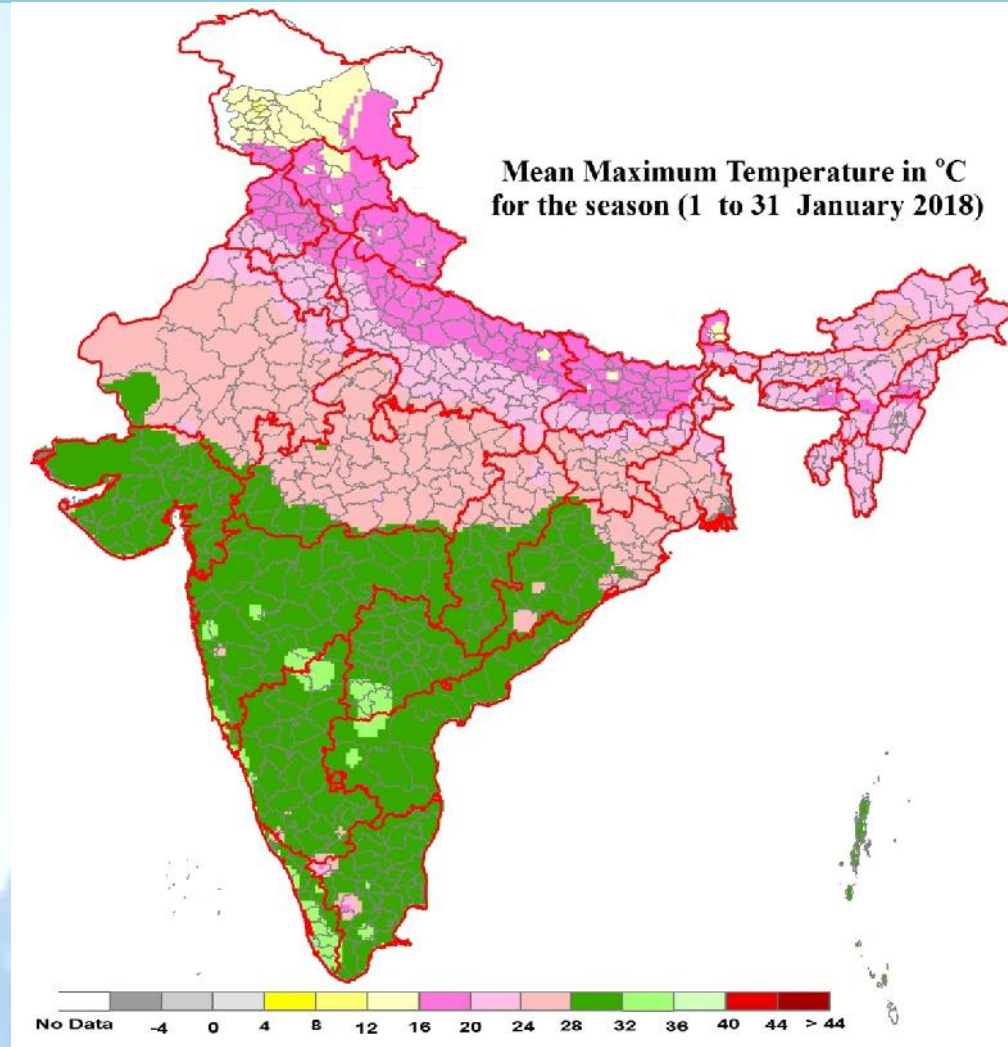 Mean Maximum Temperature in °C
for the season (1 to 31 January 2018)
No Data -4 0 4 8 12 16 20 24 28 32 36 40 44 > 44